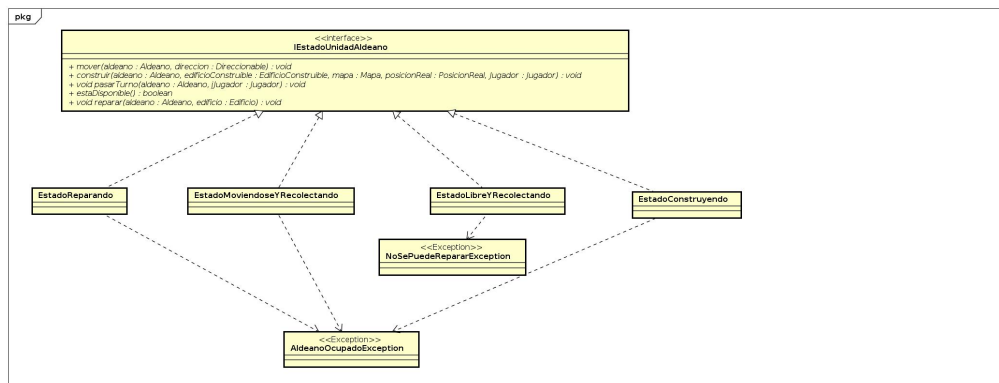 pkg
<<Interface>>
IEstadoUnidadAldeano
+ mover(aldeano : Aldeano, direccion : Direccionable) : void
+ construir(aldeano : Aldeano, edificioConstruible : EdificioConstruible, mapa : Mapa, posicionReal : PosicionReal, jugador : Jugador) : void
+ void pasarTurno(aldeano : Aldeano, jjugador : Jugador) : void
+ estaDisponible() : boolean
+ void reparar(aldeano : Aldeano, edificio : Edificio) : void
EstadoReparando
EstadoMoviendoseYRecolectando
EstadoLibreYRecolectando
EstadoConstruyendo
<<Exception>>
NoSePuedeRepararException
<<Exception>>
AldeanoOcupadoException